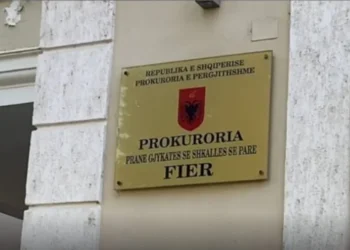 REPUBLIKA E SHQIPERISE
PROKURORIA E PERGJITHSHME
PROKURORIA
PRANE GJYKATES SE SHKALLES SE PARE
FIER